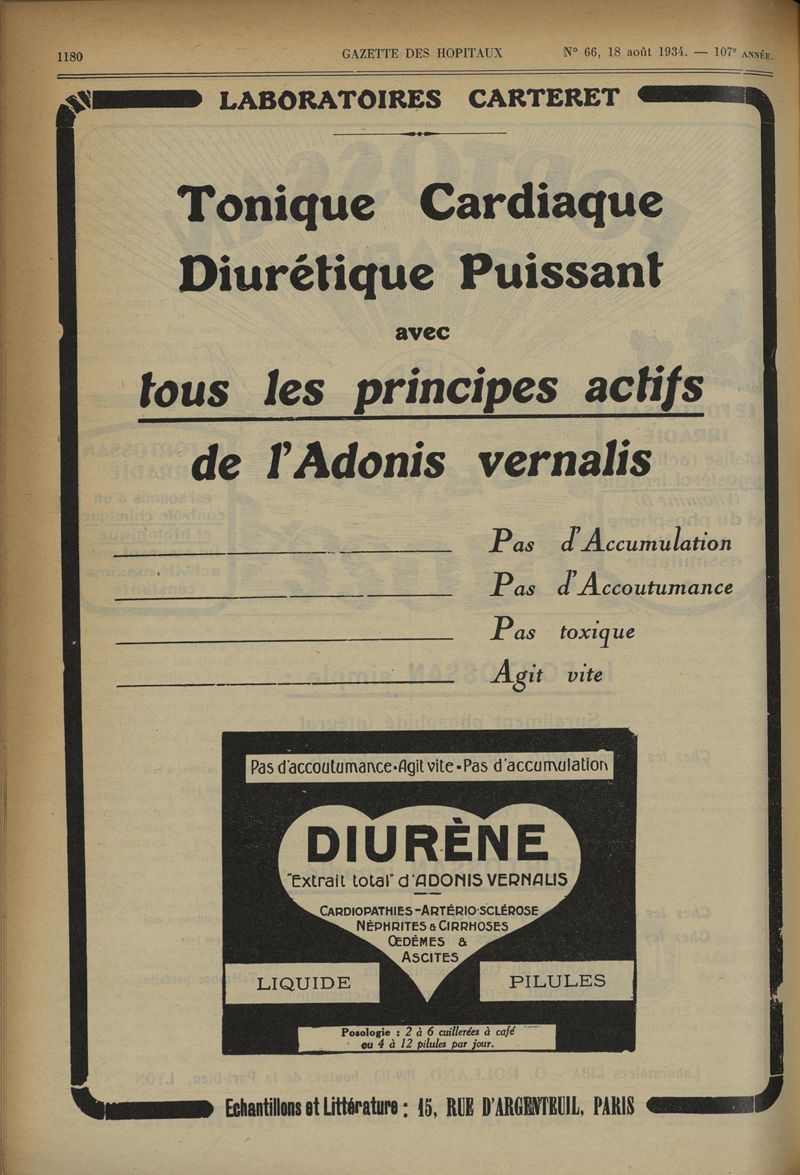 1180 GAZETTE DES HOPITAUX N° 66, 18 août 1934. — 107e ANNÉE.
LABORATOIRES CARTERET
Tonique Cardiaque
Diurétique Puissant
avec
tous les principes actifs
de l'Adonis vernalis
Pas d'Accumulation
Pas d'Accoutumance
Pas toxique
Agit vite
Pas d'accoutumance-Agit vite-Pas d'accumulation
DIURÈNE
"Extrait total" d'ADONIS VERNALIS
CARDIOPATHIES-ARTÉRIO-SCLÉROSE
NÉPHRITES & CIRRHOSES
ŒDÈMES &
ASCITES
LIQUIDE PILULES
Posologie : 2 à 6 cuillerées à café
ou 4 à 12 pilules par jour.
Echantillons et Littérature : 15, RUE D'ARGENTEUIL, PARIS